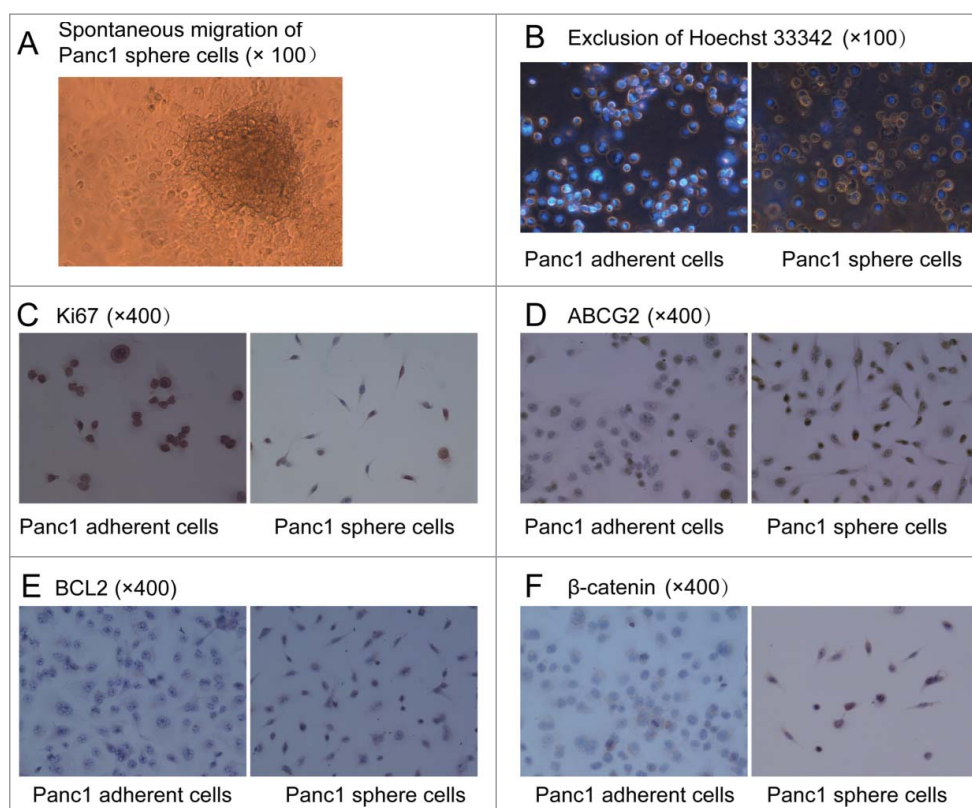 A
Spontaneous migration of
Panc1 sphere cells (× 100）
B
Exclusion of Hoechst 33342 (×100）
Panc1 adherent cells
Panc1 sphere cells
C
Ki67 (×400）
D
ABCG2 (×400）
Panc1 adherent cells
Panc1 sphere cells
Panc1 adherent cells
Panc1 sphere cells
E
BCL2 (×400)
F
β-catenin (×400）
Panc1 adherent cells
Panc1 sphere cells
Panc1 adherent cells
Panc1 sphere cells